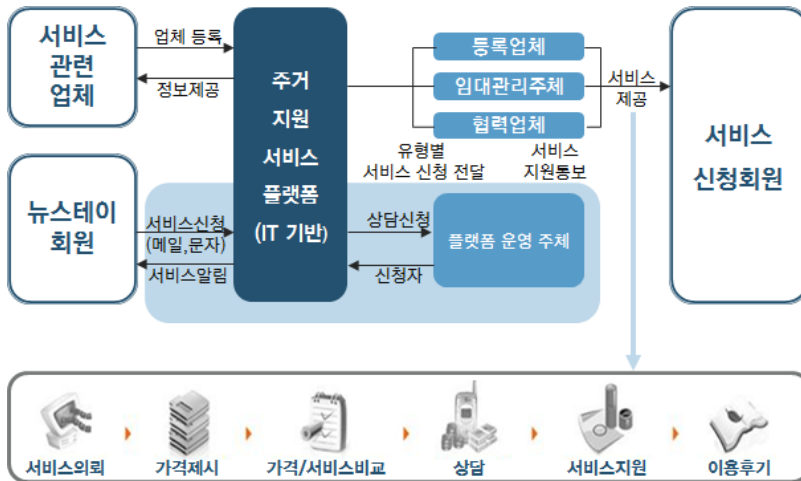 서비스
관련
업체
업체 등록
정보제공
주거
지원
서비스
플랫폼
(IT 기반)
등록업체
임대관리주체
협력업체
유형별
서비스 신청 전달
서비스
지원통보
서비스
제공
서비스
신청회원
뉴스테이
회원
서비스신청
(메일,문자)
서비스알림
상담신청
신청자
플랫폼 운영 주체
서비스의뢰
가격제시
가격/서비스비교
상담
서비스지원
이용후기